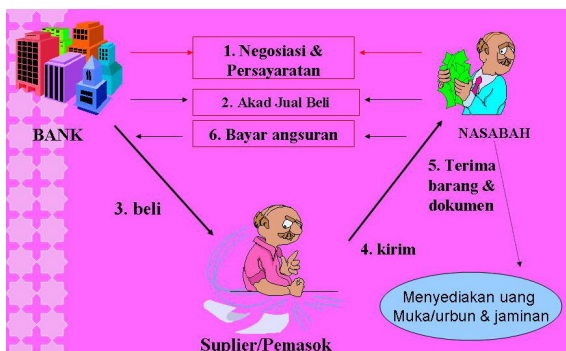 1. Negosiasi &
Persayaratan
2. Akad Jual Beli
6. Bayar angsuran
BANK
NASABAH
5. Terima
barang &
dokumen
3. beli
4. kirim
Menyediakan uang
Muka/urbun & jaminan
Suplier/Pemasok